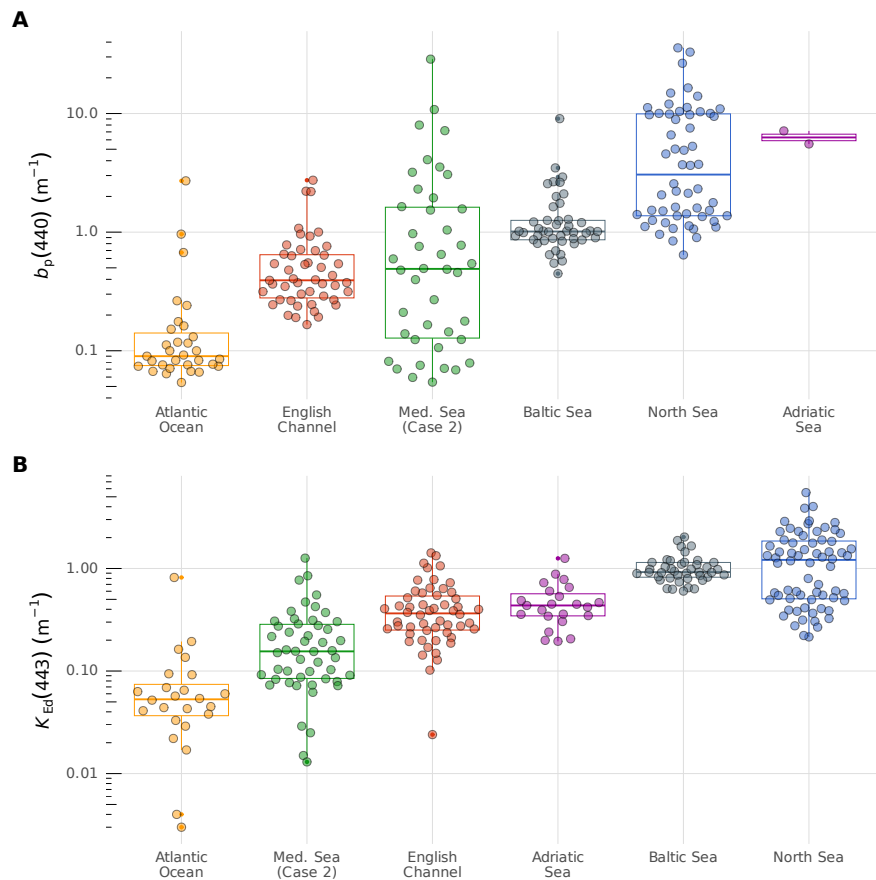 A
b_p(440) (m⁻¹)
10.0
1.0
0.1
Atlantic Ocean
English Channel
Med. Sea (Case 2)
Baltic Sea
North Sea
Adriatic Sea
B
K_Ed(443) (m⁻¹)
1.00
0.10
0.01
Atlantic Ocean
Med. Sea (Case 2)
English Channel
Adriatic Sea
Baltic Sea
North Sea